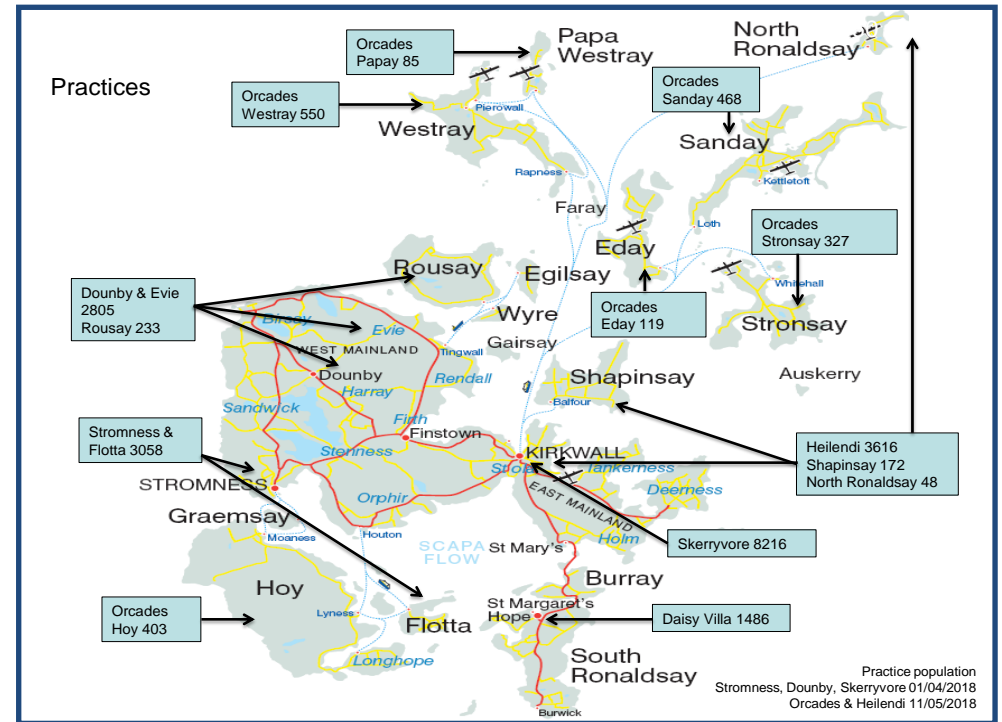 Practices
Orcades
Papay 85
Papa
Westray
North
Ronaldsay
Orcades
Westray 550
Pierowall
Westray
Rapness
Orcades
Sanday 468
Sanday
Kettletoft
Loth
Faray
Eday
Orcades
Stronsay 327
Whitehall
Stronsay
Orcades
Eday 119
Auskerry
Rousay
Egilsay
Wyre
Gairsay
Dounby & Evie
2805
Rousay 233
Birsay
Evie
WEST MAINLAND
Tingwall
Rendall
Dounby
Harray
Sandwick
Firth
Finstown
Stenness
Shapinsay
Balfour
Stromness &
Flotta 3058
STROMNESS
Graemsay
Moaness
Orphir
Houton
KIRKWALL
Tankerness
Deerness
EAST MAINLAND
Holm
Heilendi 3616
Shapinsay 172
North Ronaldsay 48
Skerryvore 8216
SCAPA
FLOW
St Mary's
Burray
Hoy
Orcades
Hoy 403
Lyness
Flotta
Longhope
St Margaret's
Hope
Daisy Villa 1486
South
Ronaldsay
Burwick
Practice population
Stromness, Dounby, Skerryvore 01/04/2018
Orcades & Heilendi 11/05/2018